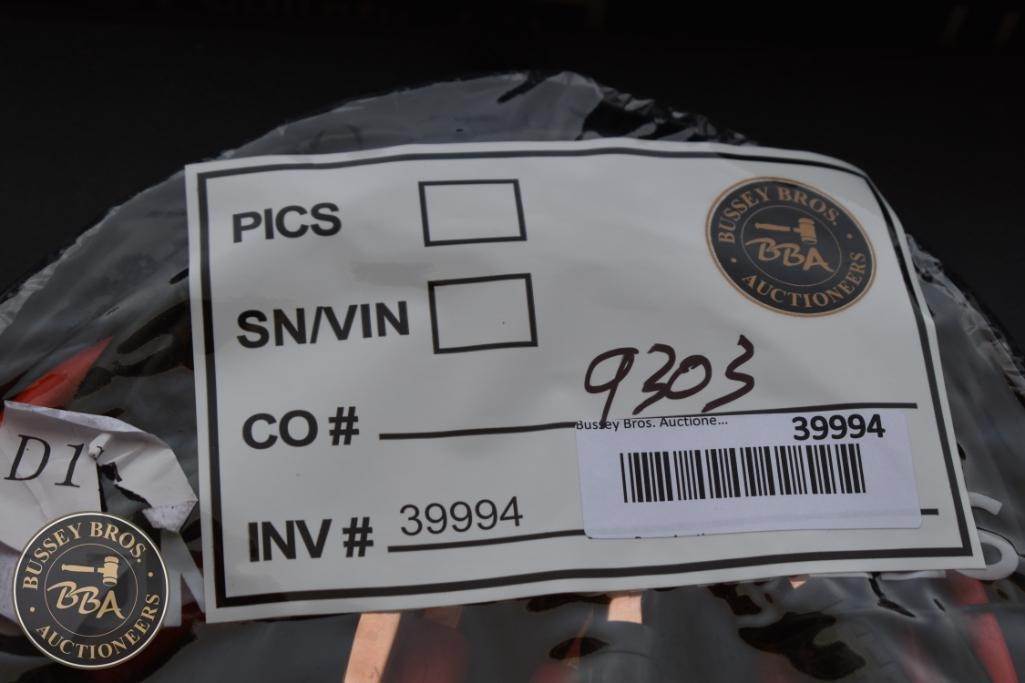 PICS
BUSSEY BROS.
BBA
AUCTIONEERS
SN/VIN
9303
CO #
Bussey Bros. Auctione...
39994
INV # 39994
D1
BUSSEY BROS.
BBA
AUCTIONEERS